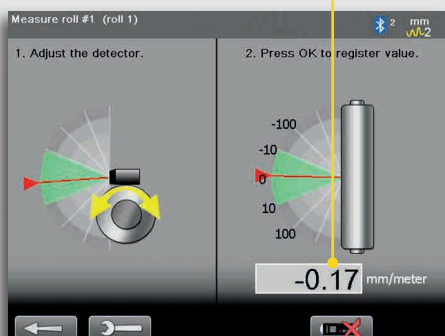 Measure roll #1 (roll 1)
2 mm
2
1. Adjust the detector.
2. Press OK to register value.
-100
-10
0
10
100
-0.17 mm/meter